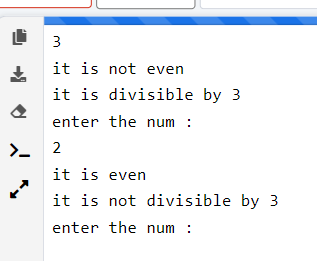 3
it is not even
it is divisible by 3
enter the num :
2
it is even
it is not divisible by 3
enter the num :